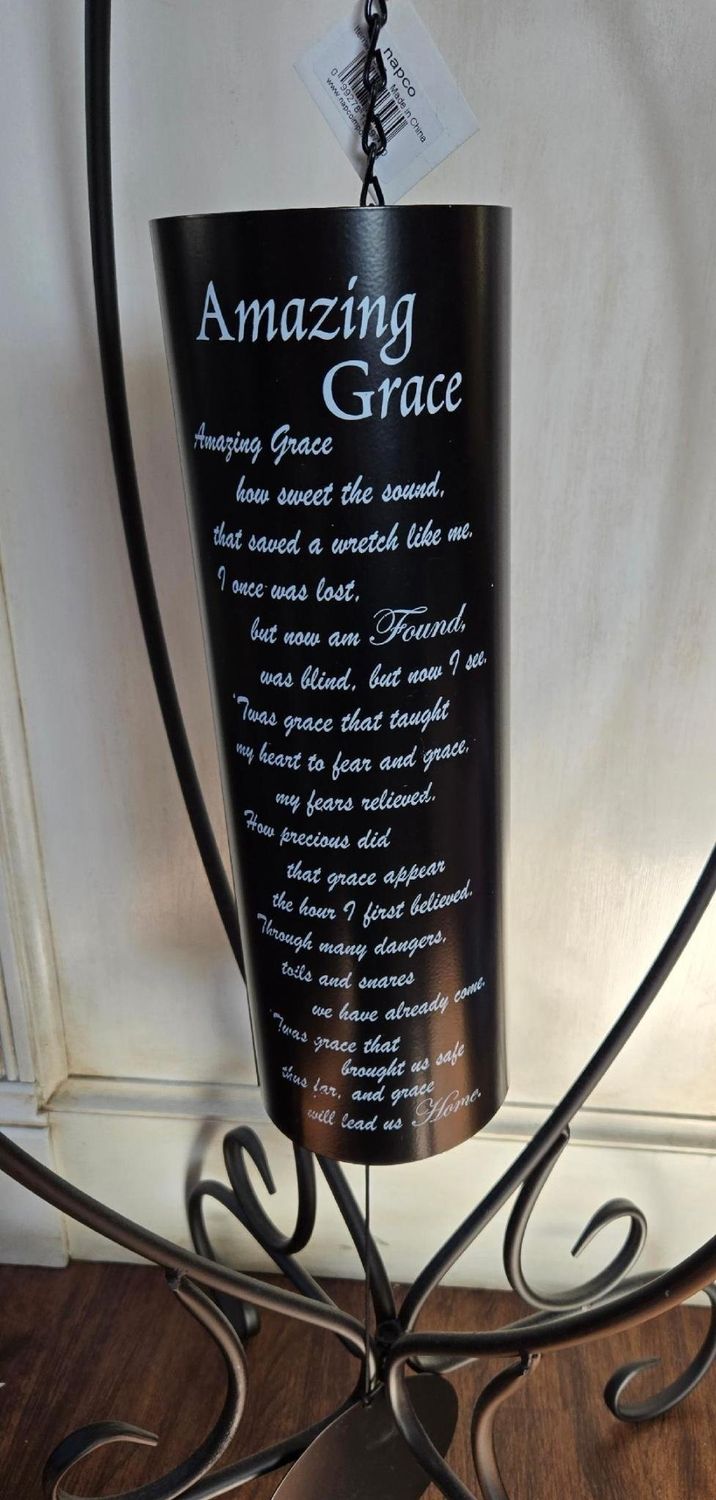 napco
Made in China
Amazing
Grace
Amazing Grace
how sweet the sound,
that saved a wretch like me.
I once was lost,
but now am Found,
was blind, but now I see.
'Twas grace that taught
my heart to fear and grace,
my fears relieved.
How precious did
that grace appear
the hour I first believed.
Through many dangers,
toils and snares
we have already come.
'Twas grace that
brought us safe
thus far, and grace
will lead us Home.